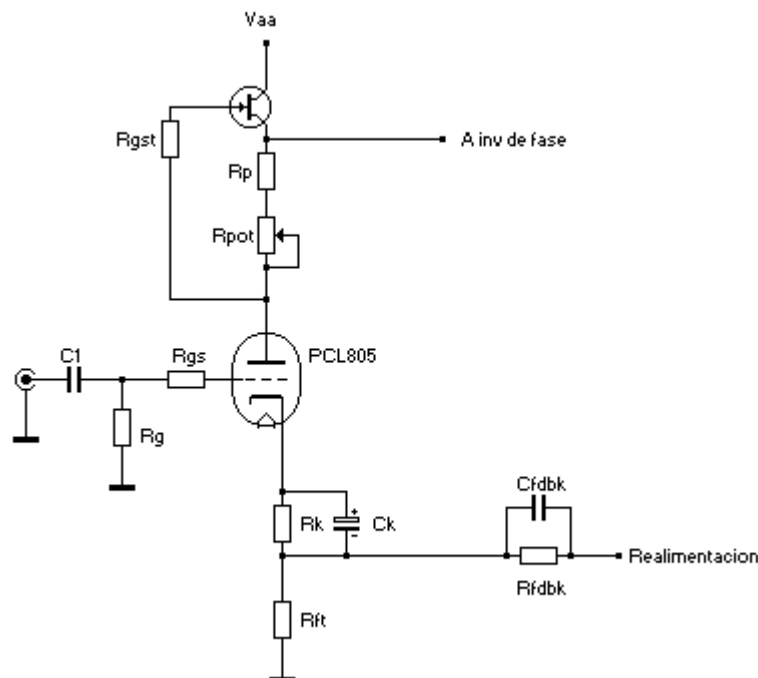 Vaa
Rgst
A inv de fase
Rp
Rpot
PCL805
C1
Rgs
Rg
Cfdbk
+
Rk
Ck
-
Realimentacion
Rfdbk
Rft